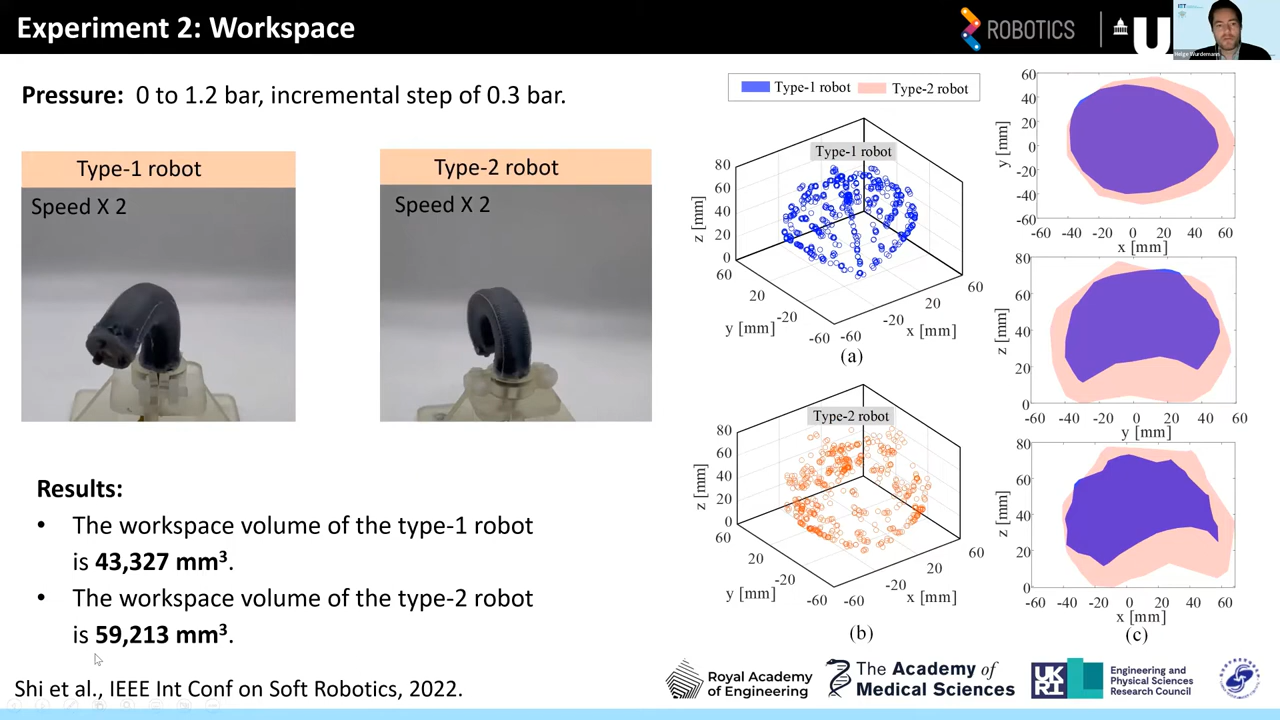 Experiment 2: Workspace
ROBOTICS
U
Helge Wurdemann
Pressure: 0 to 1.2 bar, incremental step of 0.3 bar.
Type-1 robot
Speed X 2
Type-2 robot
Speed X 2
Results:
• The workspace volume of the type-1 robot
is 43,327 mm³.
• The workspace volume of the type-2 robot
is 59,213 mm³.
Shi et al., IEEE Int Conf on Soft Robotics, 2022.
Type-1 robot Type-2 robot
Type-1 robot
80
60
40
20
0
z [mm]
60
20
-20
-60
y [mm]
-60
-20
20
60
x [mm]
(a)
Type-2 robot
80
60
40
20
0
z [mm]
60
20
-20
-60
y [mm]
-60
-20
20
60
x [mm]
(b)
60
40
20
0
-20
-40
-60
y [mm]
-60 -40 -20 0 20 40 60
x [mm]
80
60
40
20
0
z [mm]
-60 -40 -20 0 20 40 60
y [mm]
80
60
40
20
0
z [mm]
-60 -40 -20 0 20 40 60
x [mm]
(c)
Royal Academy
of Engineering
The Academy of
Medical Sciences
UK
RI
Engineering and
Physical Sciences
Research Council